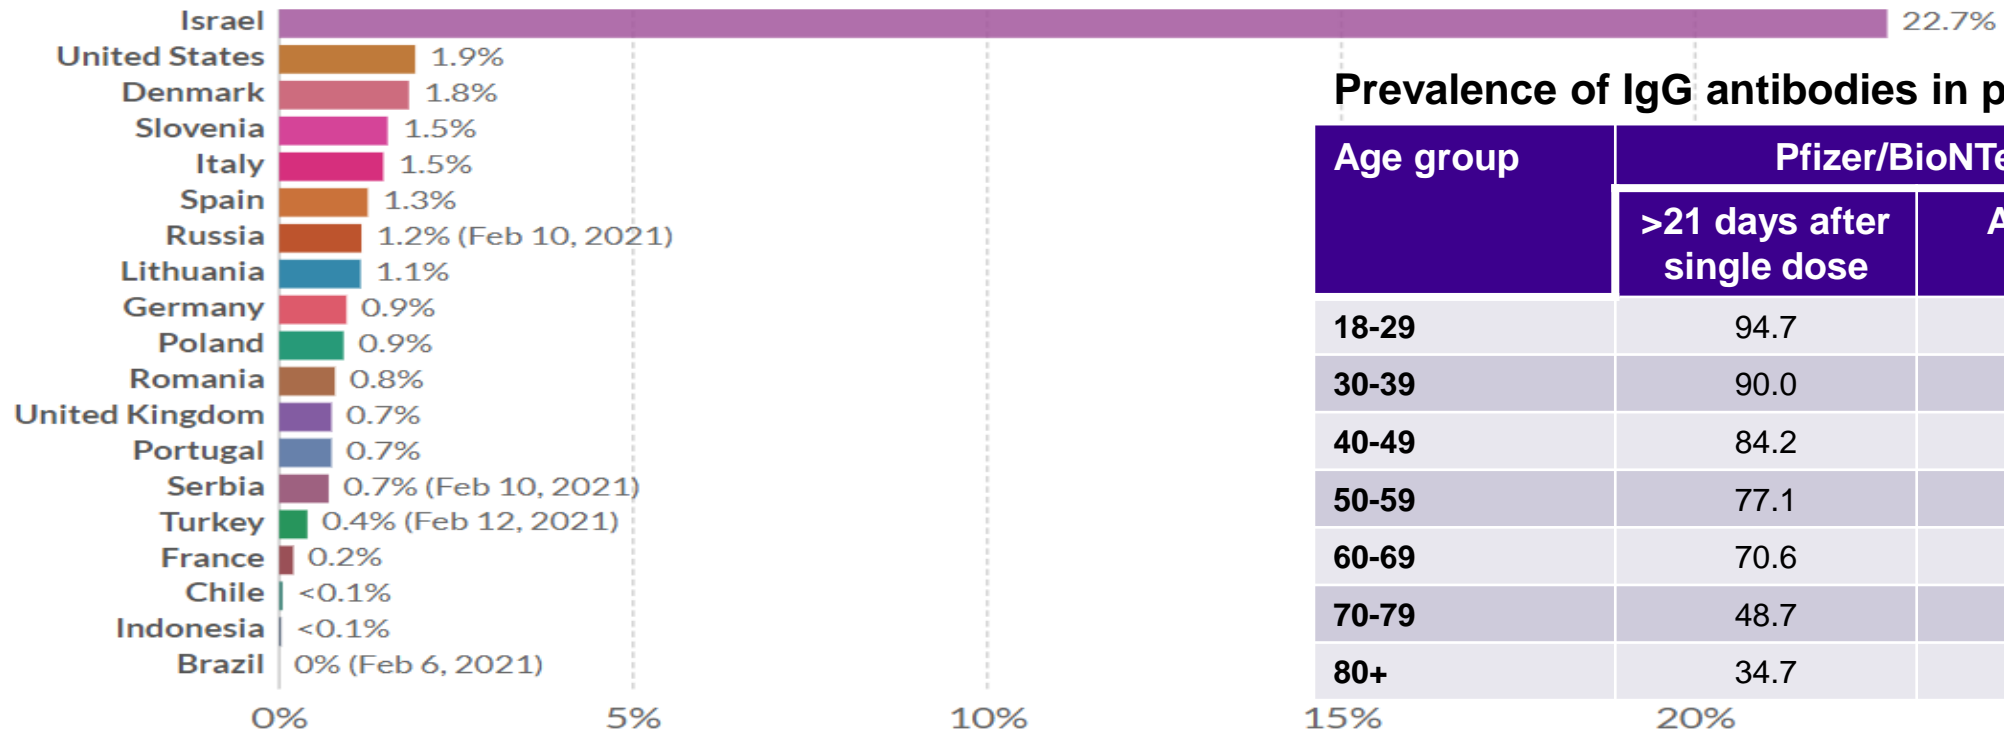 Israel 22.7%
United States 1.9%
Denmark 1.8%
Slovenia 1.5%
Italy 1.5%
Spain 1.3%
Russia 1.2% (Feb 10, 2021)
Lithuania 1.1%
Germany 0.9%
Poland 0.9%
Romania 0.8%
United Kingdom 0.7%
Portugal 0.7%
Serbia 0.7% (Feb 10, 2021)
Turkey 0.4% (Feb 12, 2021)
France 0.2%
Chile <0.1%
Indonesia <0.1%
Brazil 0% (Feb 6, 2021)
0% 5% 10% 15% 20%
Prevalence of IgG antibodies in p
Age group Pfizer/BioNTe
>21 days after A
single dose
18-29 94.7
30-39 90.0
40-49 84.2
50-59 77.1
60-69 70.6
70-79 48.7
80+ 34.7